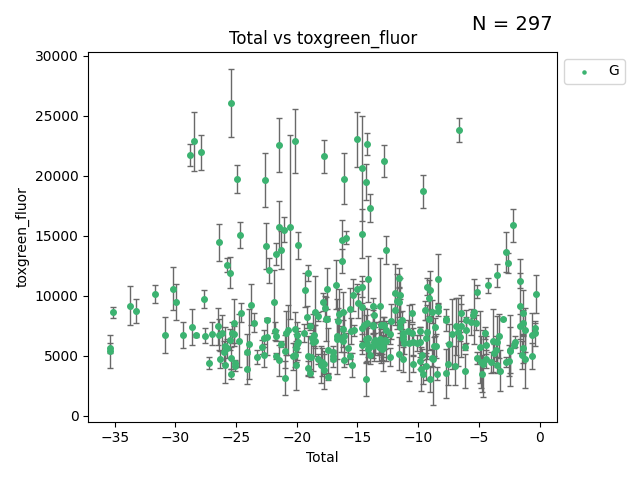 N = 297
Total vs toxgreen_fluor
G
toxgreen_fluor
30000
25000
20000
15000
10000
5000
0
−35 −30 −25 −20 −15 −10 −5 0
Total